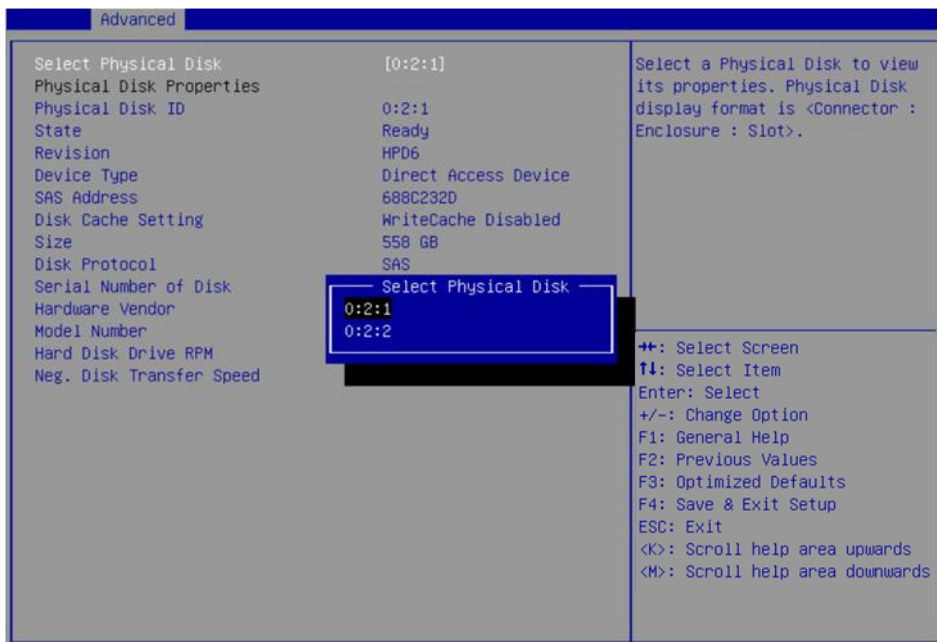 Advanced
Select Physical Disk [0:2:1]
Physical Disk Properties
Physical Disk ID 0:2:1
State Ready
Revision HPD6
Device Type Direct Access Device
SAS Address 688C232D
Disk Cache Setting WriteCache Disabled
Size 558 GB
Disk Protocol SAS
Serial Number of Disk
Hardware Vendor
Model Number
Hard Disk Drive RPM
Neg. Disk Transfer Speed
Select Physical Disk
0:2:1
0:2:2
Select a Physical Disk to view
its properties. Physical Disk
display format is <Connector :
Enclosure : Slot>.
→←: Select Screen
↑↓: Select Item
Enter: Select
+/-: Change Option
F1: General Help
F2: Previous Values
F3: Optimized Defaults
F4: Save & Exit Setup
ESC: Exit
<K>: Scroll help area upwards
<M>: Scroll help area downwards